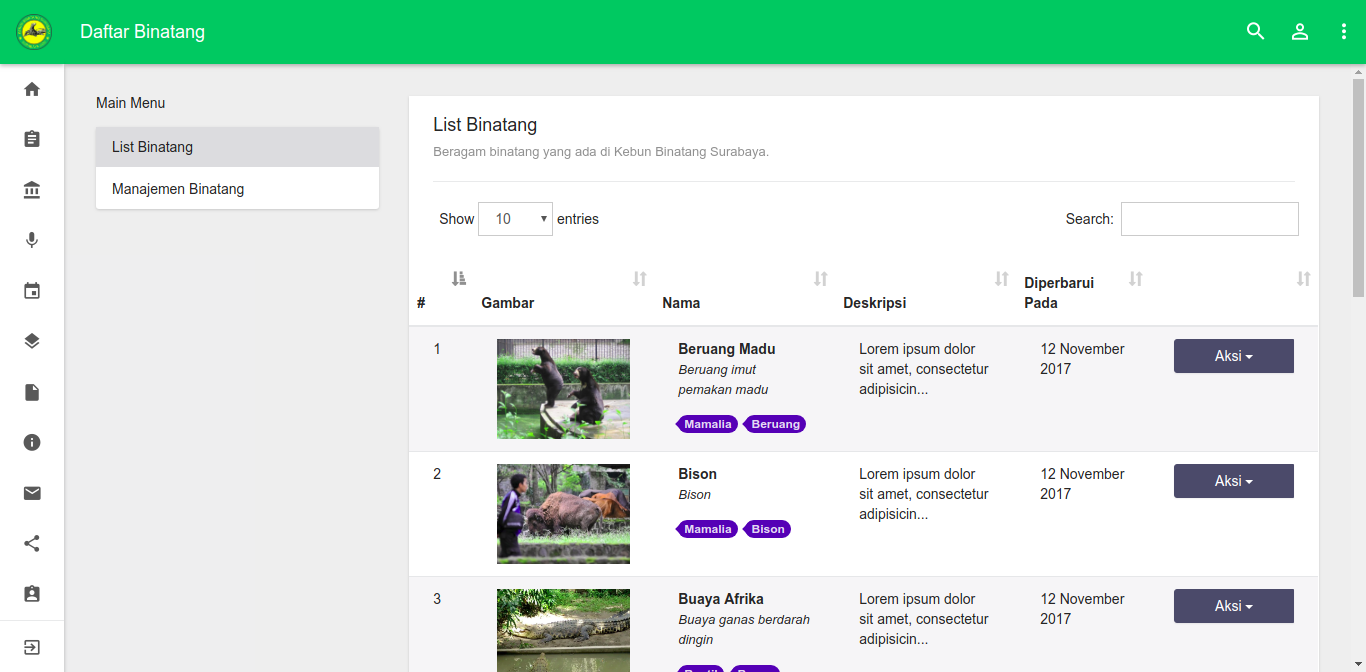 Daftar Binatang
Main Menu
List Binatang
Manajemen Binatang
List Binatang
Beragam binatang yang ada di Kebun Binatang Surabaya.
Show 10 entries
Search:
# Gambar Nama Deskripsi Diperbarui Pada
1
Beruang Madu
Beruang imut
pemakan madu
Mamalia Beruang
Lorem ipsum dolor
sit amet, consectetur
adipisicin...
12 November
2017
Aksi
2
Bison
Bison
Mamalia Bison
Lorem ipsum dolor
sit amet, consectetur
adipisicin...
12 November
2017
Aksi
3
Buaya Afrika
Buaya ganas berdarah
dingin
Lorem ipsum dolor
sit amet, consectetur
adipisicin...
12 November
2017
Aksi